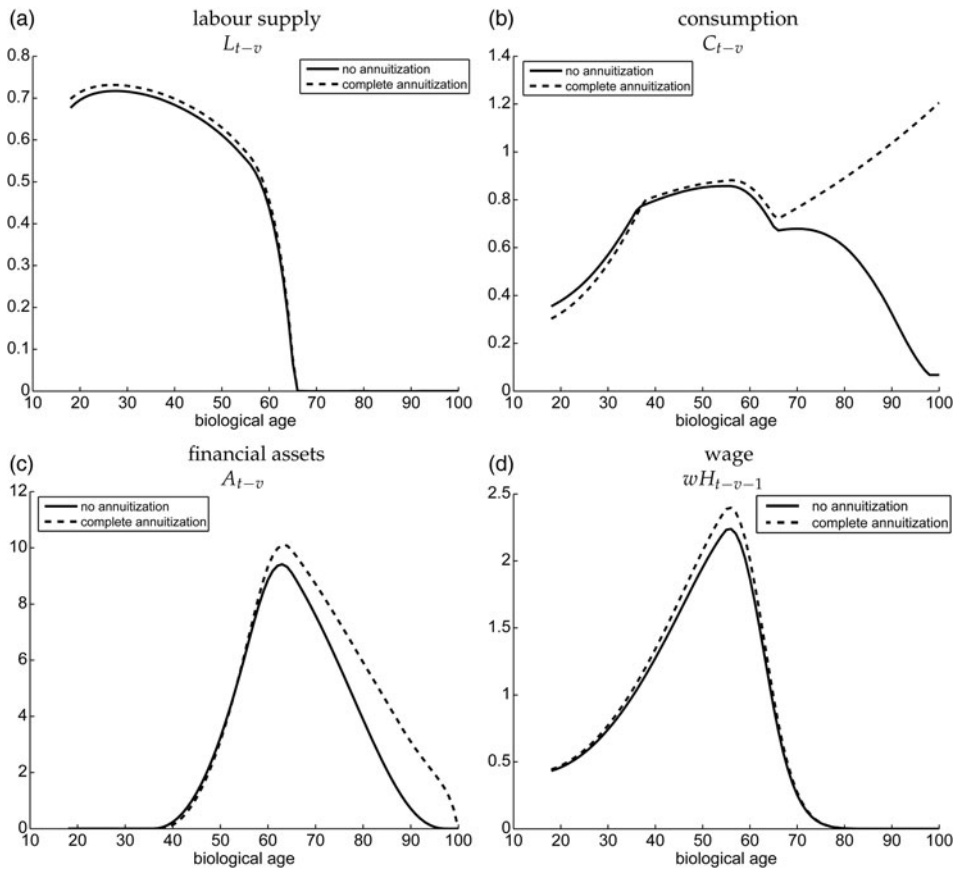 (a)
labour supply
L_{t−v}
no annuitization
complete annuitization
0.8
0.7
0.6
0.5
0.4
0.3
0.2
0.1
0
10 20 30 40 50 60 70 80 90 100
biological age
(b)
consumption
C_{t−v}
no annuitization
complete annuitization
1.4
1.2
1
0.8
0.6
0.4
0.2
0
10 20 30 40 50 60 70 80 90 100
biological age
(c)
financial assets
A_{t−v}
no annuitization
complete annuitization
12
10
8
6
4
2
0
10 20 30 40 50 60 70 80 90 100
biological age
(d)
wage
wH_{t−v−1}
no annuitization
complete annuitization
2.5
2
1.5
1
0.5
0
10 20 30 40 50 60 70 80 90 100
biological age